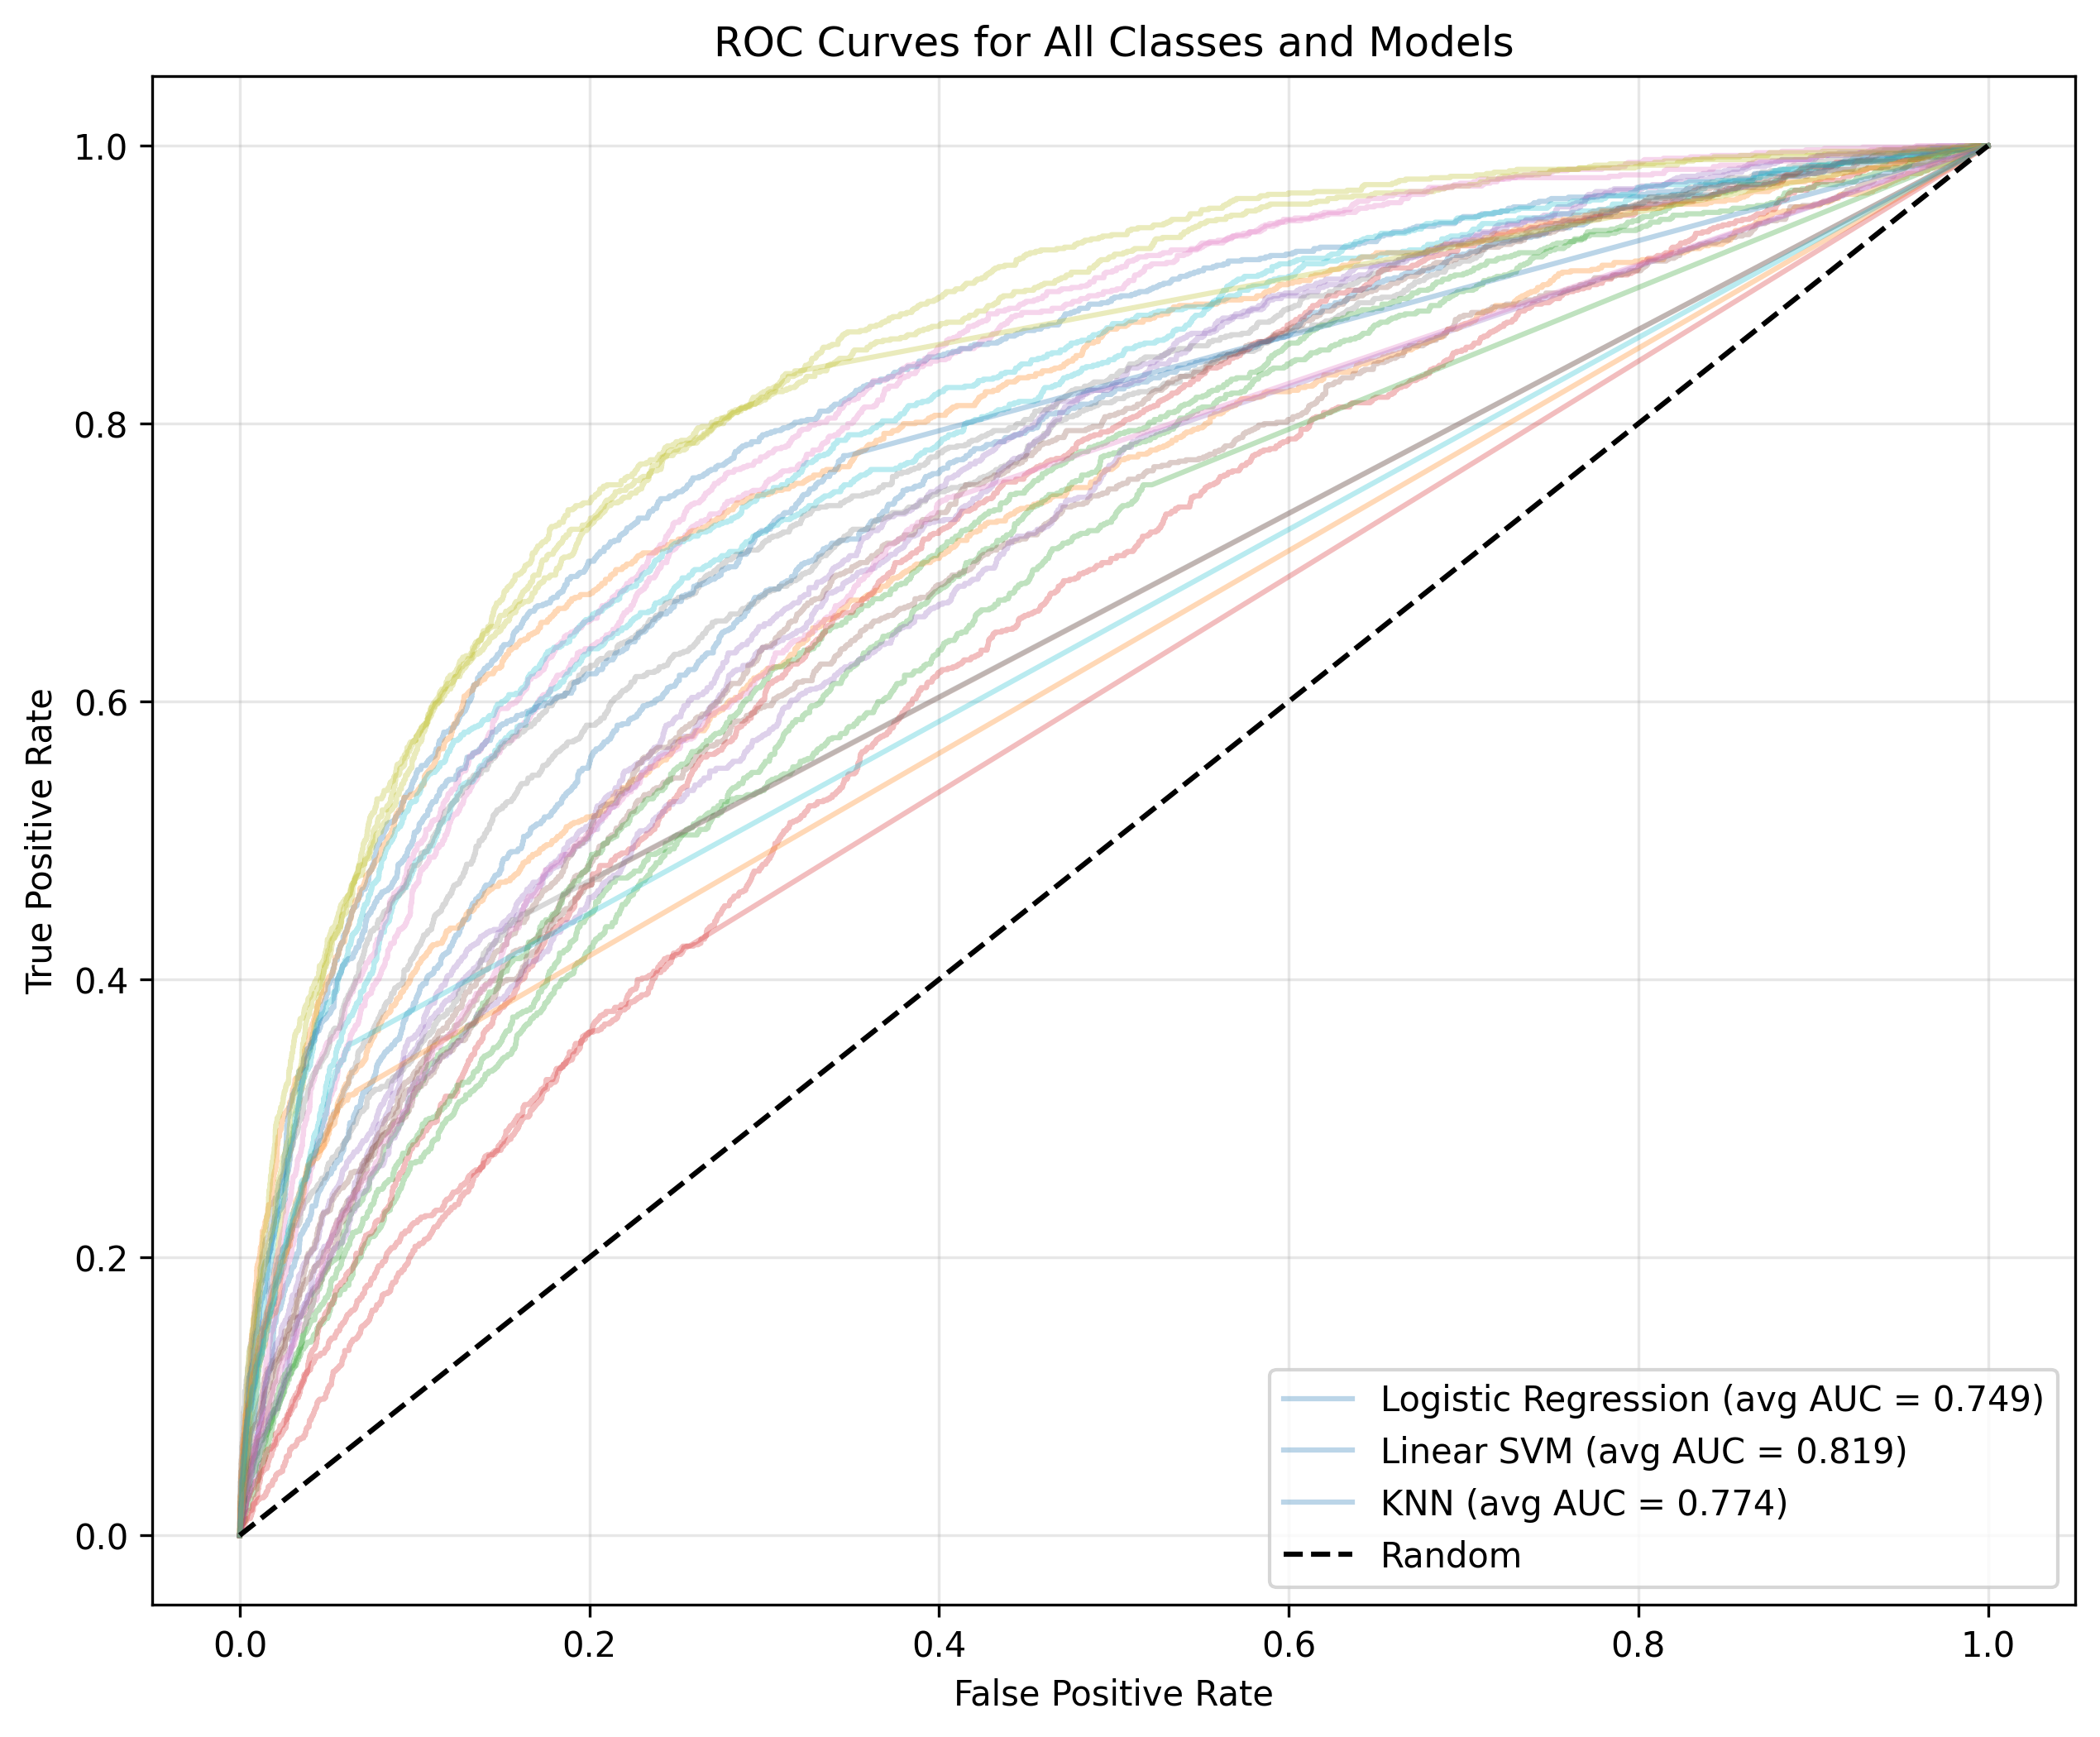 ROC Curves for All Classes and Models
True Positive Rate
1.0
0.8
0.6
0.4
0.2
0.0
0.0 0.2 0.4 0.6 0.8 1.0
False Positive Rate
Logistic Regression (avg AUC = 0.749)
Linear SVM (avg AUC = 0.819)
KNN (avg AUC = 0.774)
Random